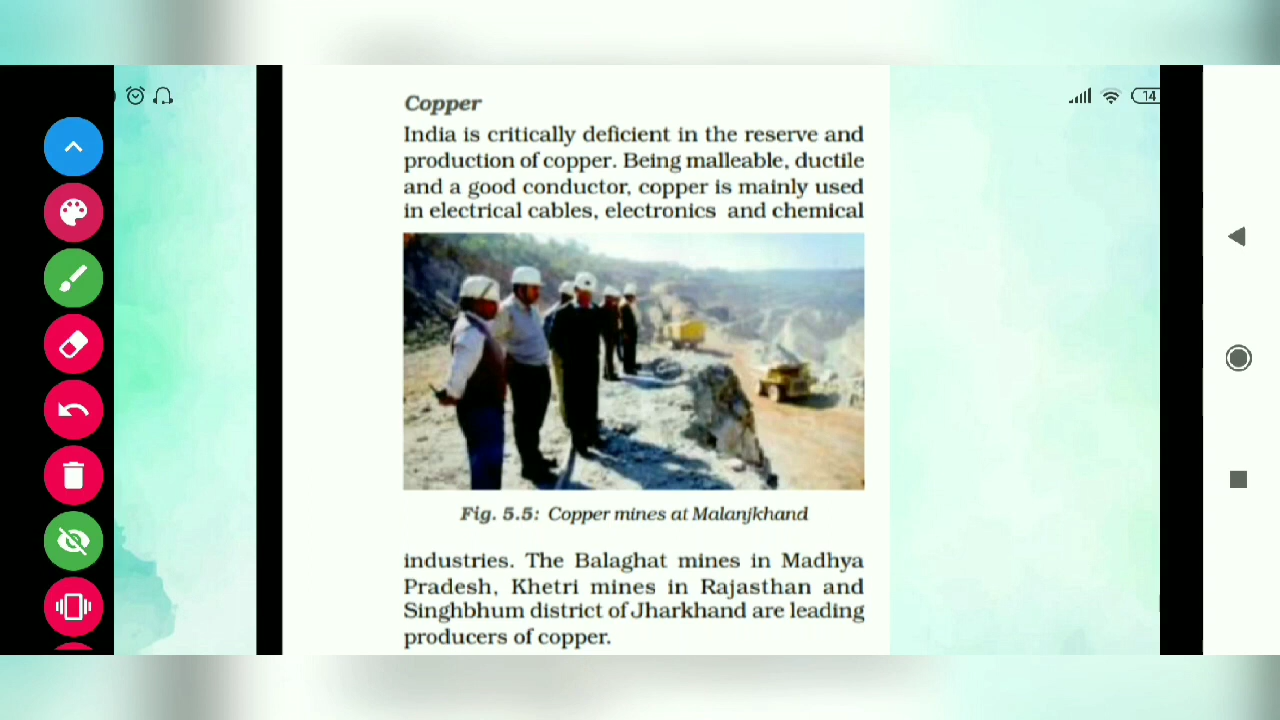 14
Copper
India is critically deficient in the reserve and
production of copper. Being malleable, ductile
and a good conductor, copper is mainly used
in electrical cables, electronics and chemical
Fig. 5.5: Copper mines at Malanjkhand
industries. The Balaghat mines in Madhya
Pradesh, Khetri mines in Rajasthan and
Singhbhum district of Jharkhand are leading
producers of copper.